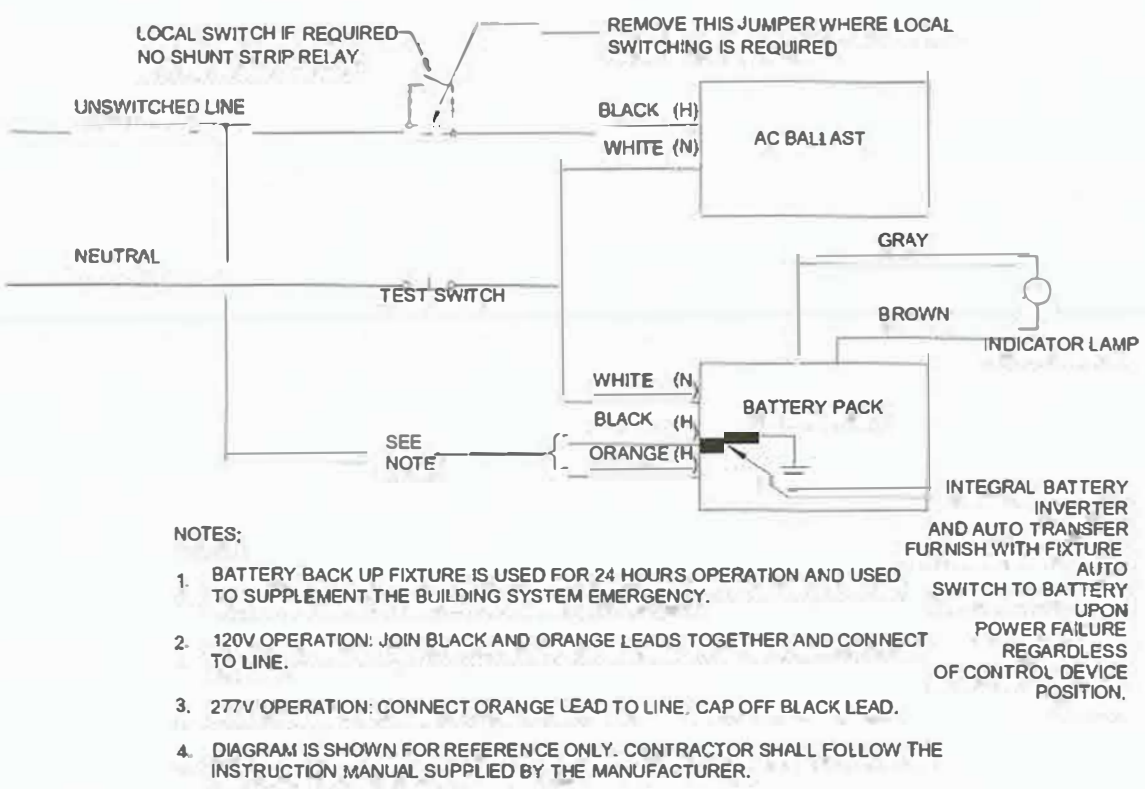 LOCAL SWITCH IF REQUIRED
NO SHUNT STRIP RELAY
REMOVE THIS JUMPER WHERE LOCAL
SWITCHING IS REQUIRED
UNSWITCHED LINE
BLACK (H)
WHITE (N)
AC BALLAST
NEUTRAL
TEST SWITCH
GRAY
BROWN
INDICATOR LAMP
WHITE (N)
BLACK (H)
ORANGE (H)
BATTERY PACK
SEE
NOTE
INTEGRAL BATTERY
INVERTER
AND AUTO TRANSFER
FURNISH WITH FIXTURE
AUTO
SWITCH TO BATTERY
UPON
POWER FAILURE
REGARDLESS
OF CONTROL DEVICE
POSITION.
NOTES:
1. BATTERY BACK UP FIXTURE IS USED FOR 24 HOURS OPERATION AND USED
TO SUPPLEMENT THE BUILDING SYSTEM EMERGENCY.
2. 120V OPERATION: JOIN BLACK AND ORANGE LEADS TOGETHER AND CONNECT
TO LINE.
3. 277V OPERATION: CONNECT ORANGE LEAD TO LINE, CAP OFF BLACK LEAD.
4. DIAGRAM IS SHOWN FOR REFERENCE ONLY. CONTRACTOR SHALL FOLLOW THE
INSTRUCTION MANUAL SUPPLIED BY THE MANUFACTURER.